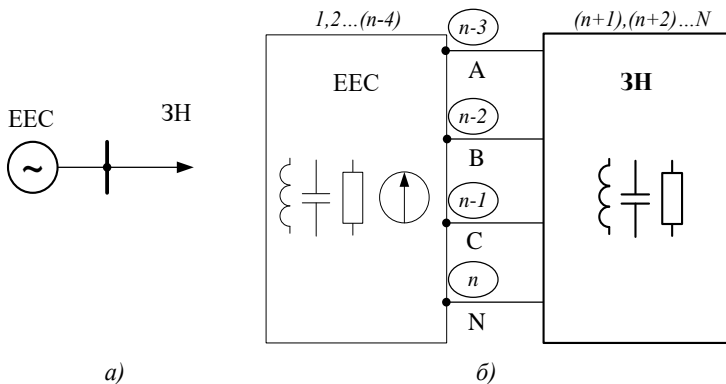 1,2...(n-4)
(n+1),(n+2)...N
n-3
A
ЕЕС
ЗН
n-2
B
ЕЕС
ЗН
~
n-1
C
n
N
а)
б)